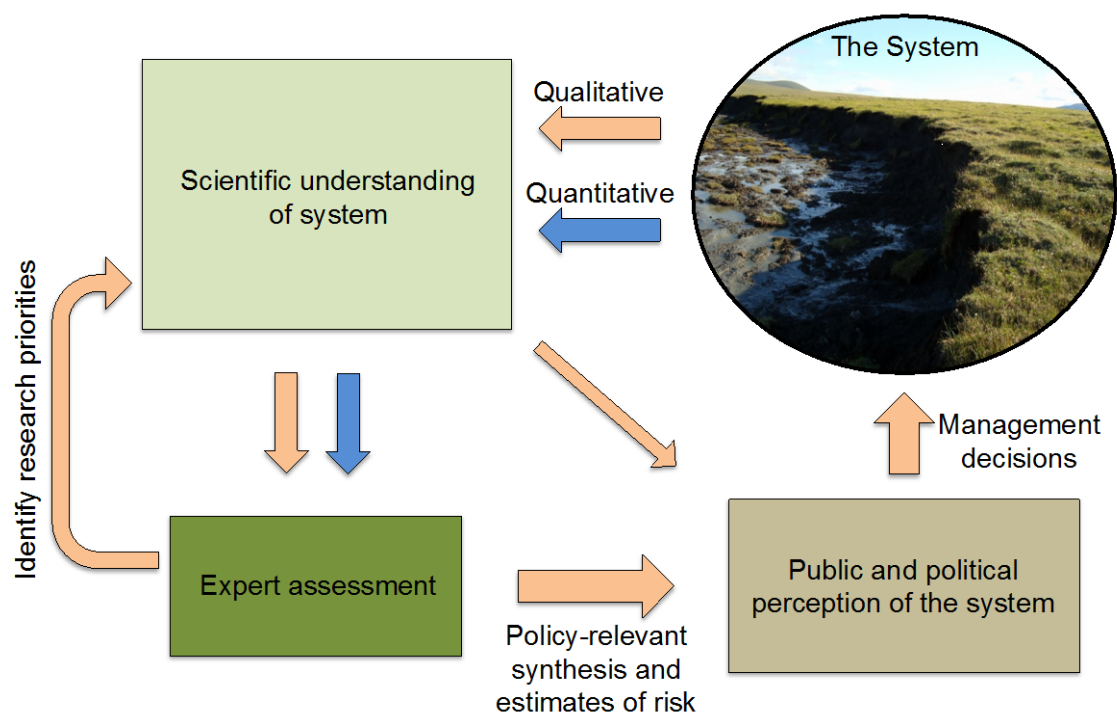 The System
Qualitative
Quantitative
Scientific understanding
of system
Identify research priorities
Management
decisions
Expert assessment
Public and political
perception of the system
Policy-relevant
synthesis and
estimates of risk